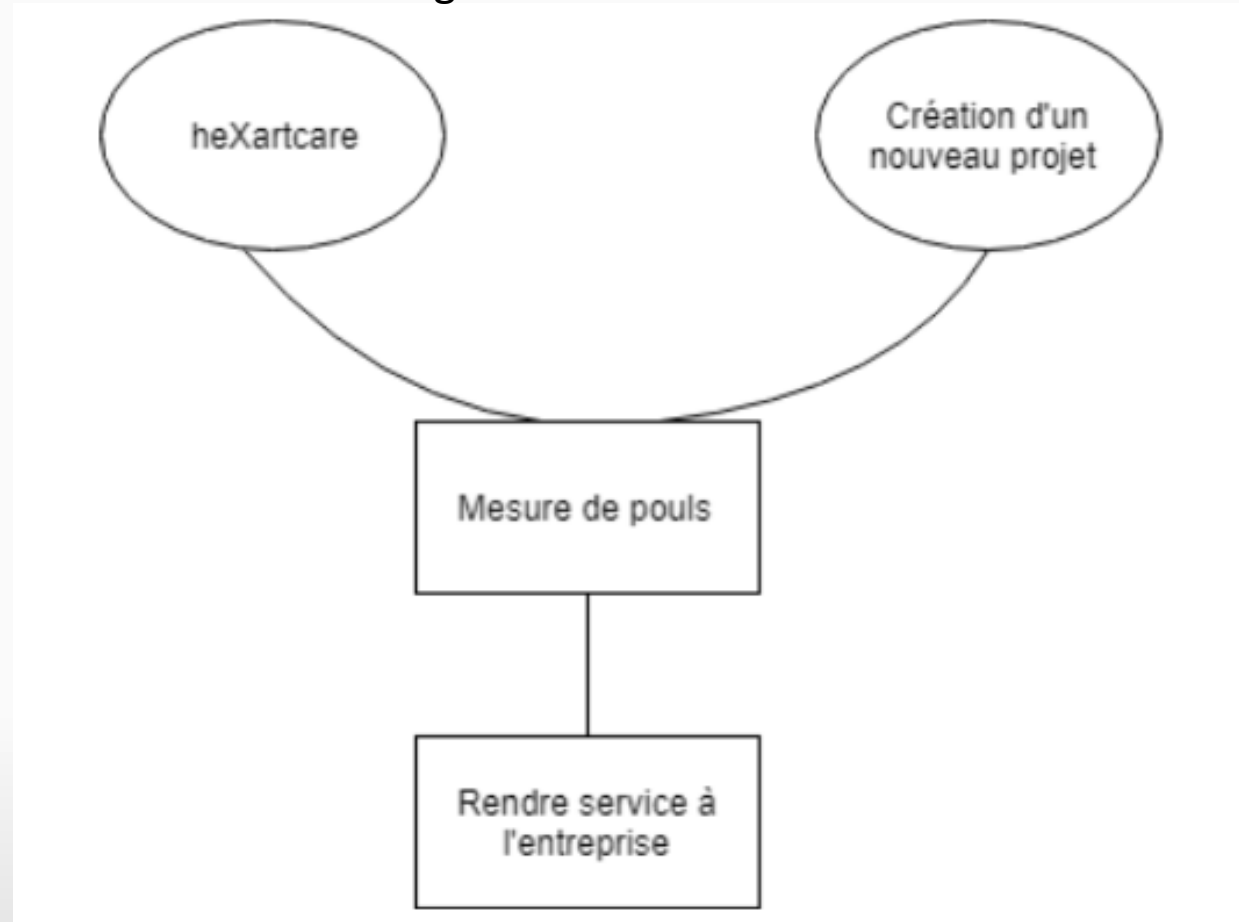 heXartcare
Création d'un
nouveau projet
Mesure de pouls
Rendre service à
l'entreprise